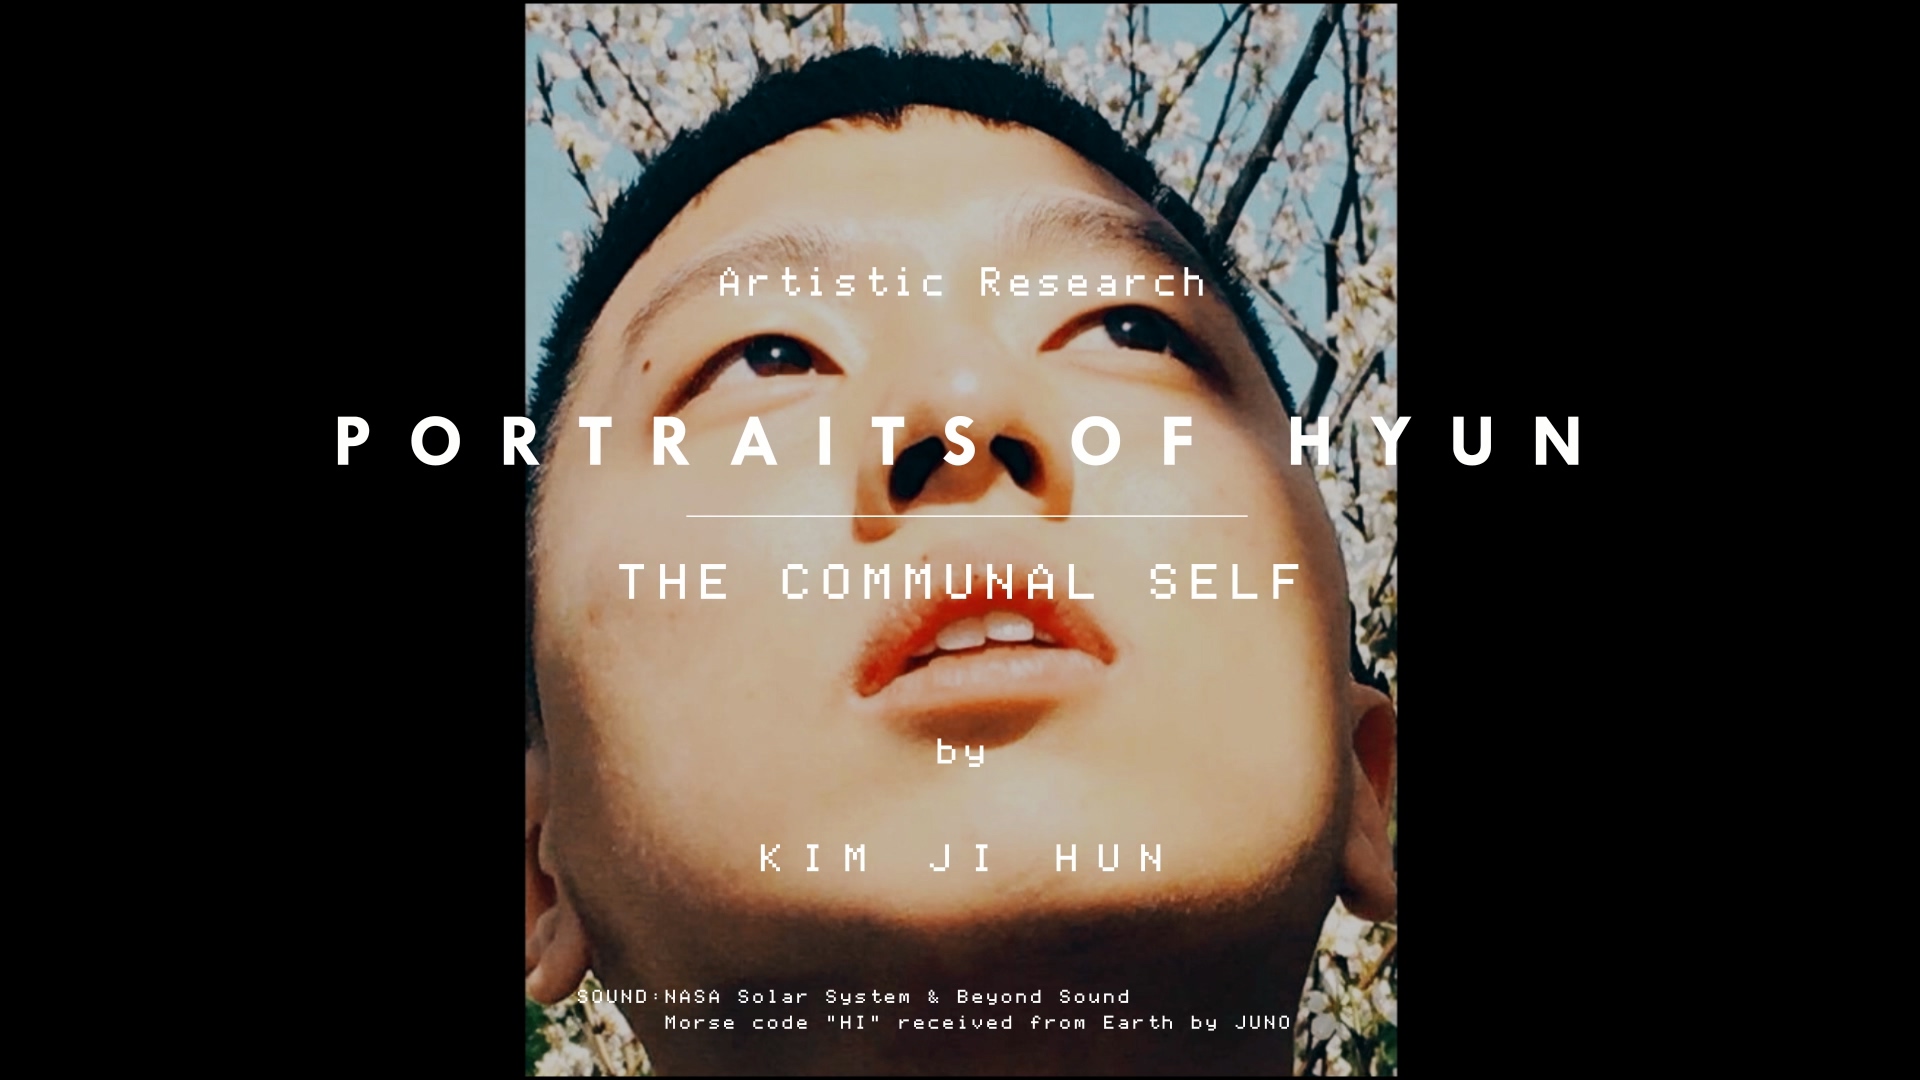 Artistic Research
PORTRAITS OF HYUN
THE COMMUNAL SELF
by
KIM JI HUN
SOUND:NASA Solar System & Beyond Sound
Morse code "HI" received from Earth by JUNO